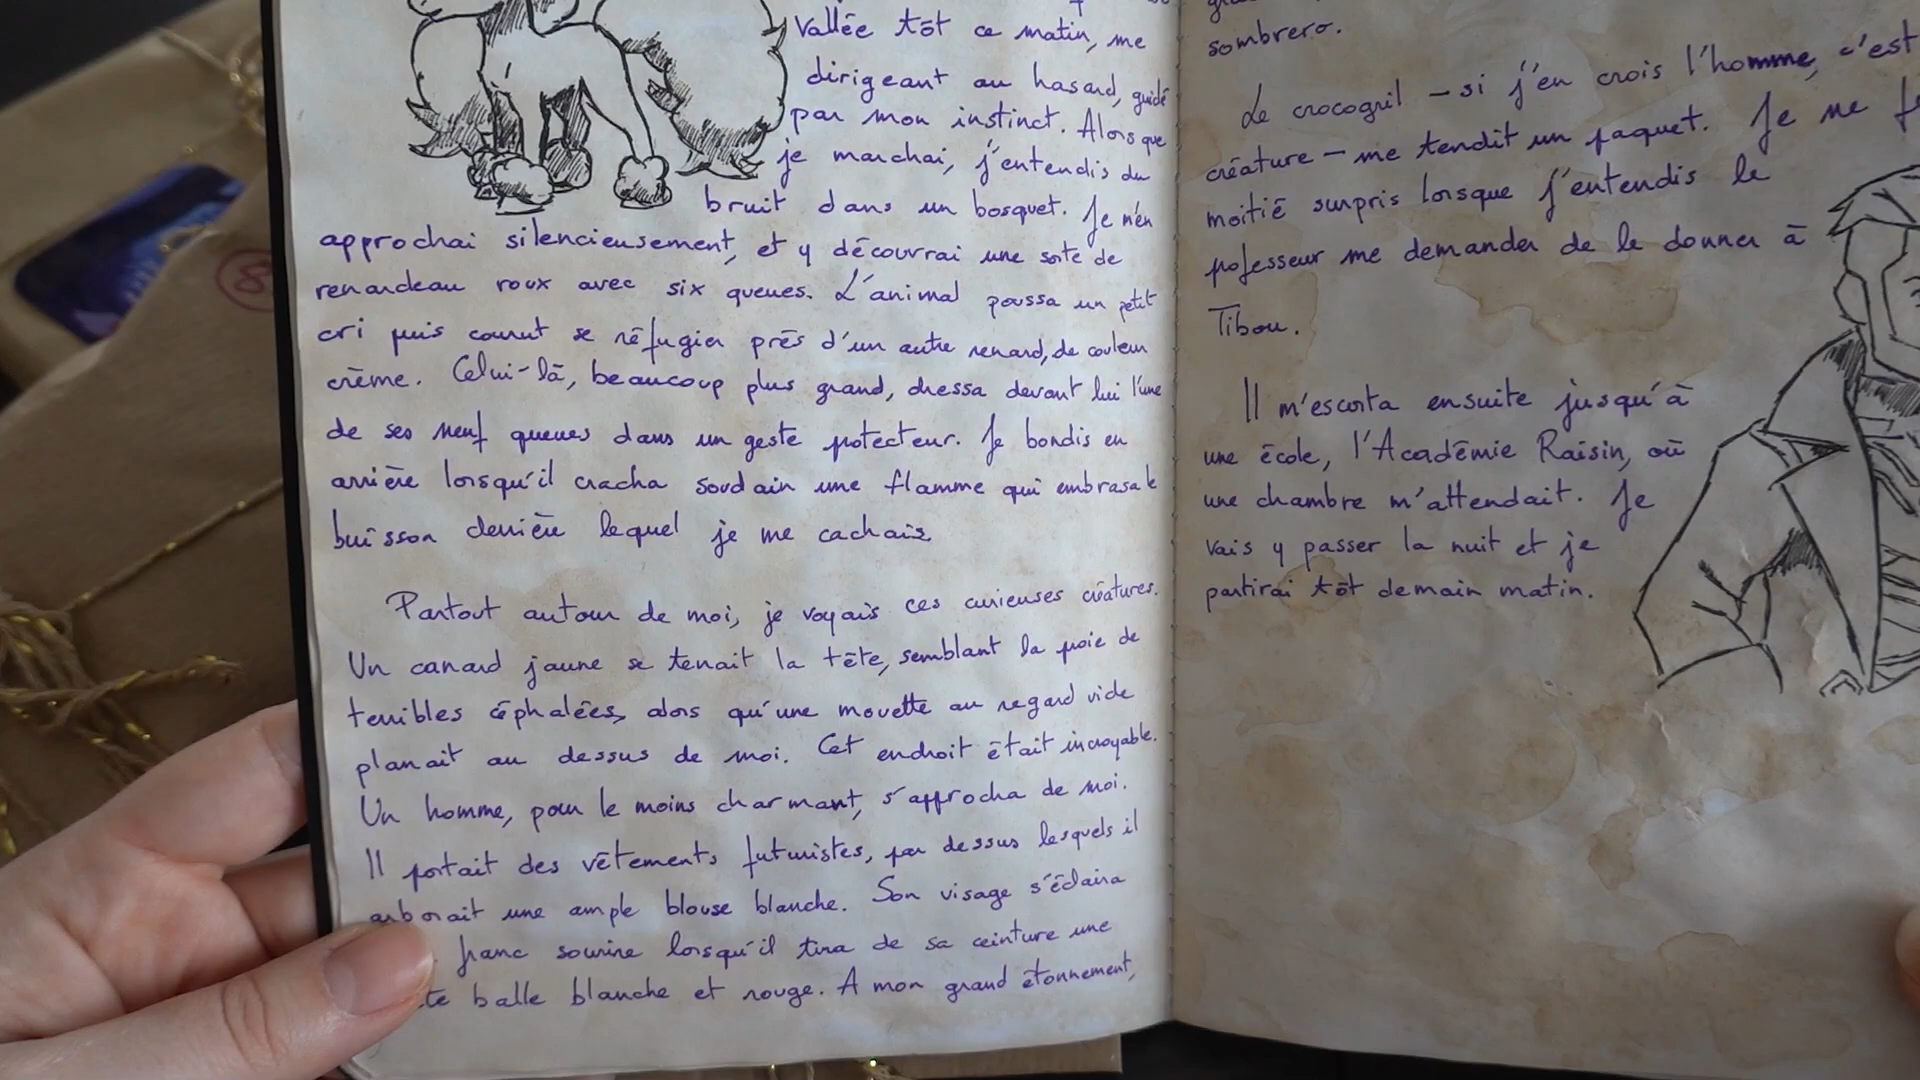 vallée tôt ce matin, me
dirigeant au hasard, guidé
par mon instinct. Alors que
je marchai, j'entendis du
bruit dans un bosquet. Je m'en
approchai silencieusement, et y découvrai une sorte de
renardeau roux avec six queues. L'animal poussa un petit
cri puis courut se réfugier près d'un autre renard, de couleur
crème. Celui-là, beaucoup plus grand, dressa devant lui l'une
de ses neuf queues dans un geste protecteur. Je bondis en
arrière lorsqu'il cracha soudain une flamme qui embrasa le
buisson derrière lequel je me cachais.
Partout autour de moi, je voyais ces curieuses créatures.
Un canard jaune se tenait la tête, semblant la proie de
terribles céphalées, alors qu'une mouette au regard vide
planait au dessus de moi. Cet endroit était incroyable.
Un homme, pour le moins charmant, s'approcha de moi.
Il portait des vêtements futuristes, par dessus lesquels il
arborait une ample blouse blanche. Son visage s'éclaira
franc sourire lorsqu'il tira de sa ceinture une
balle blanche et rouge. A mon grand étonnement,
sombrero.
Le crocogril - si j'en crois l'homme, c'est
créature - me tendit un paquet. Je me
moitié surpris lorsque j'entendis le
professeur me demander de le donner à
Tibou.
Il m'escorta ensuite jusqu'à
une école, l'Académie Raisin, où
une chambre m'attendait. Je
vais y passer la nuit et je
partirai tôt demain matin.
8